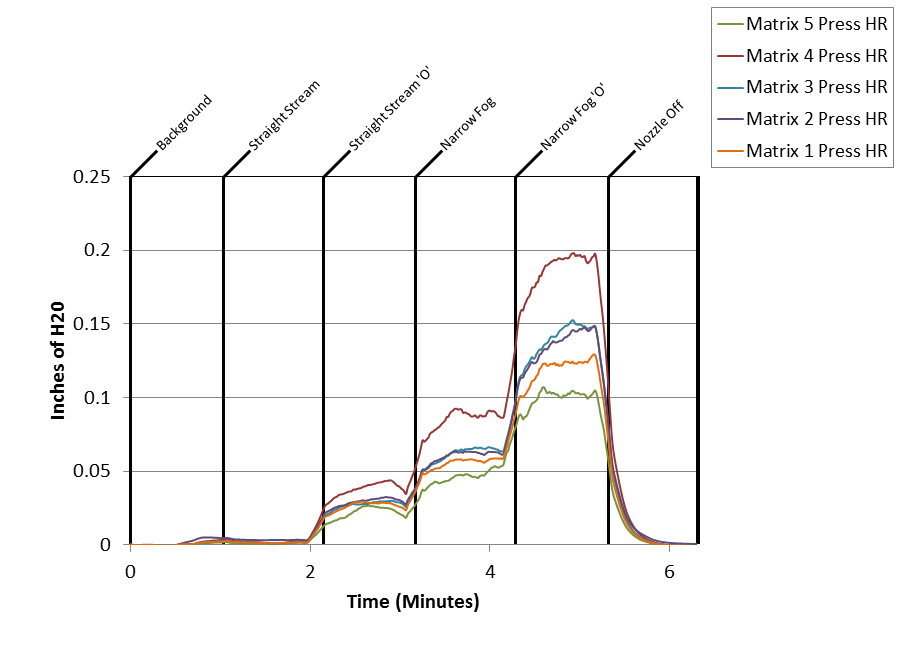 Matrix 5 Press HR
Matrix 4 Press HR
Matrix 3 Press HR
Matrix 2 Press HR
Matrix 1 Press HR
Background
Straight Stream
Straight Stream 'O'
Narrow Fog
Narrow Fog 'O'
Nozzle Off
0.25
0.2
0.15
0.1
0.05
0
Inches of H20
0 2 4 6
Time (Minutes)